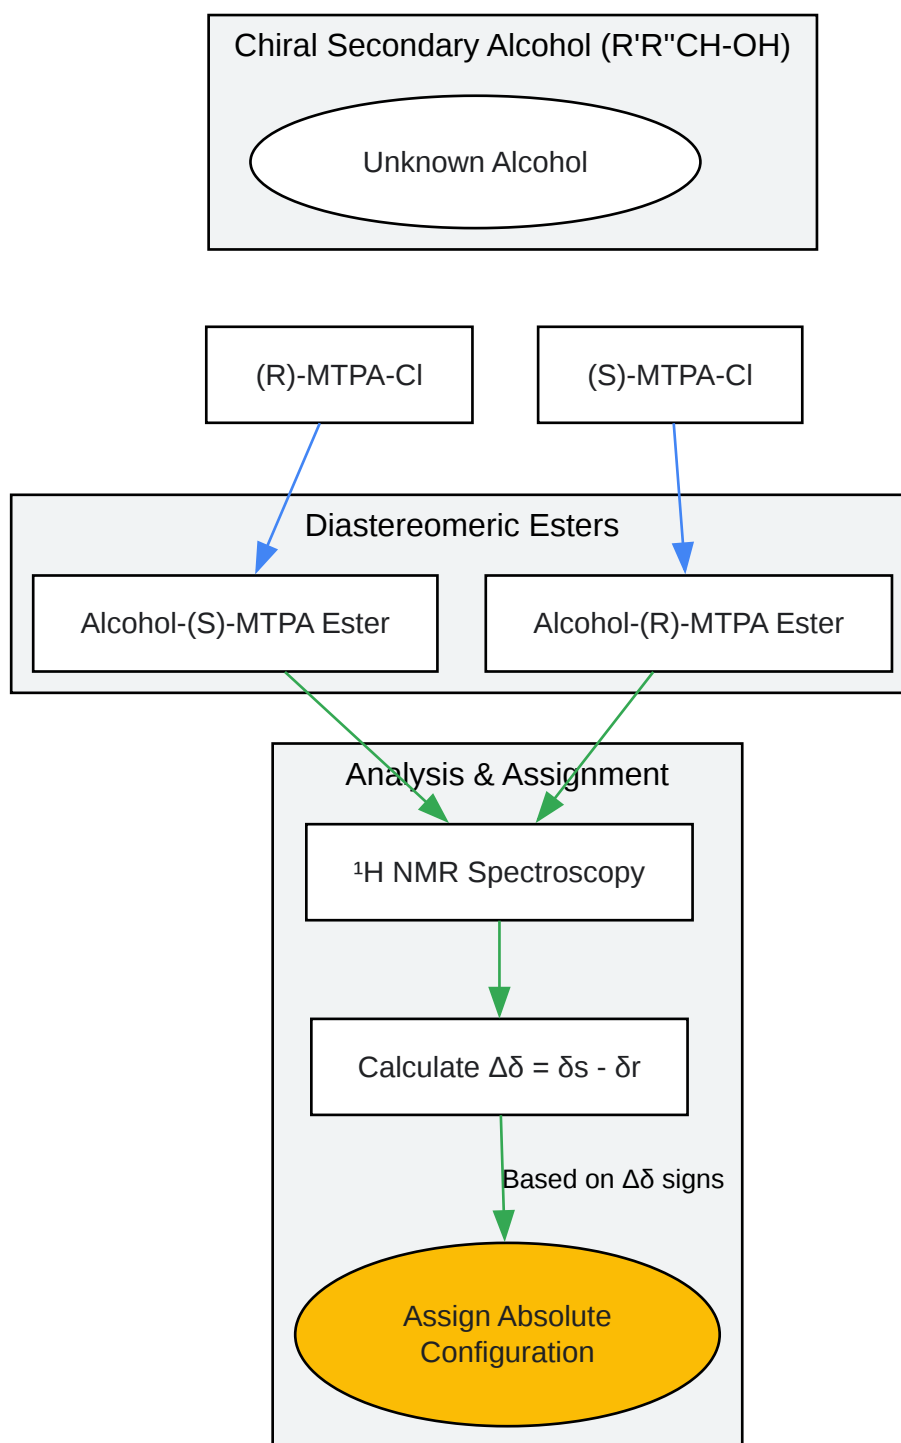 Chiral Secondary Alcohol (R'R"CH-OH)
Unknown Alcohol
(R)-MTPA-Cl
(S)-MTPA-Cl
Diastereomeric Esters
Alcohol-(S)-MTPA Ester
Alcohol-(R)-MTPA Ester
Analysis & Assignment
¹H NMR Spectroscopy
Calculate Δδ = δs - δr
Based on Δδ signs
Assign Absolute
Configuration